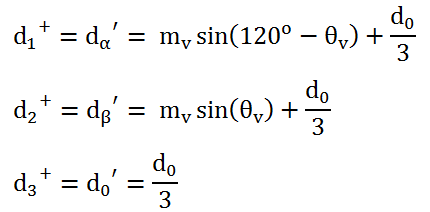 d₁⁺ = dα′ = mᵥ sin(120° − θᵥ) + d₀/3
d₂⁺ = dᵦ′ = mᵥ sin(θᵥ) + d₀/3
d₃⁺ = d₀′ = d₀/3